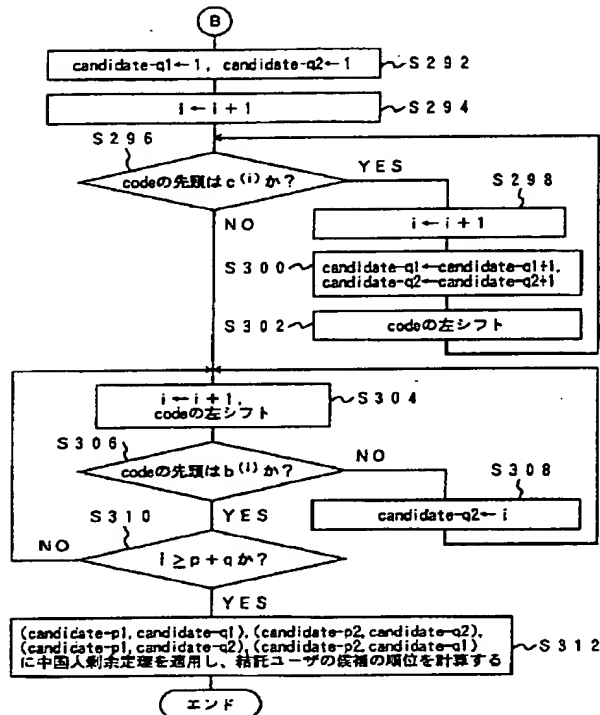 B
candidate-q1←1, candidate-q2←1
S292
i←i+1
S294
S296
codeの先頭はc(i)か?
YES
NO
S298
i←i+1
S300
candidate-q1←candidate-q1+1,
candidate-q2←candidate-q2+1
S302
codeの左シフト
i←i+1,
codeの左シフト
S304
S306
codeの先頭はb(i)か?
NO
YES
S308
candidate-q2←i
S310
i≧p+qか?
NO
YES
(candidate-p1,candidate-q1),(candidate-p2,candidate-q2),
(candidate-p1,candidate-q2),(candidate-p2,candidate-q1)
に中国人剰余定理を適用し、結託ユーザの候補の順位を計算する
S312
エンド